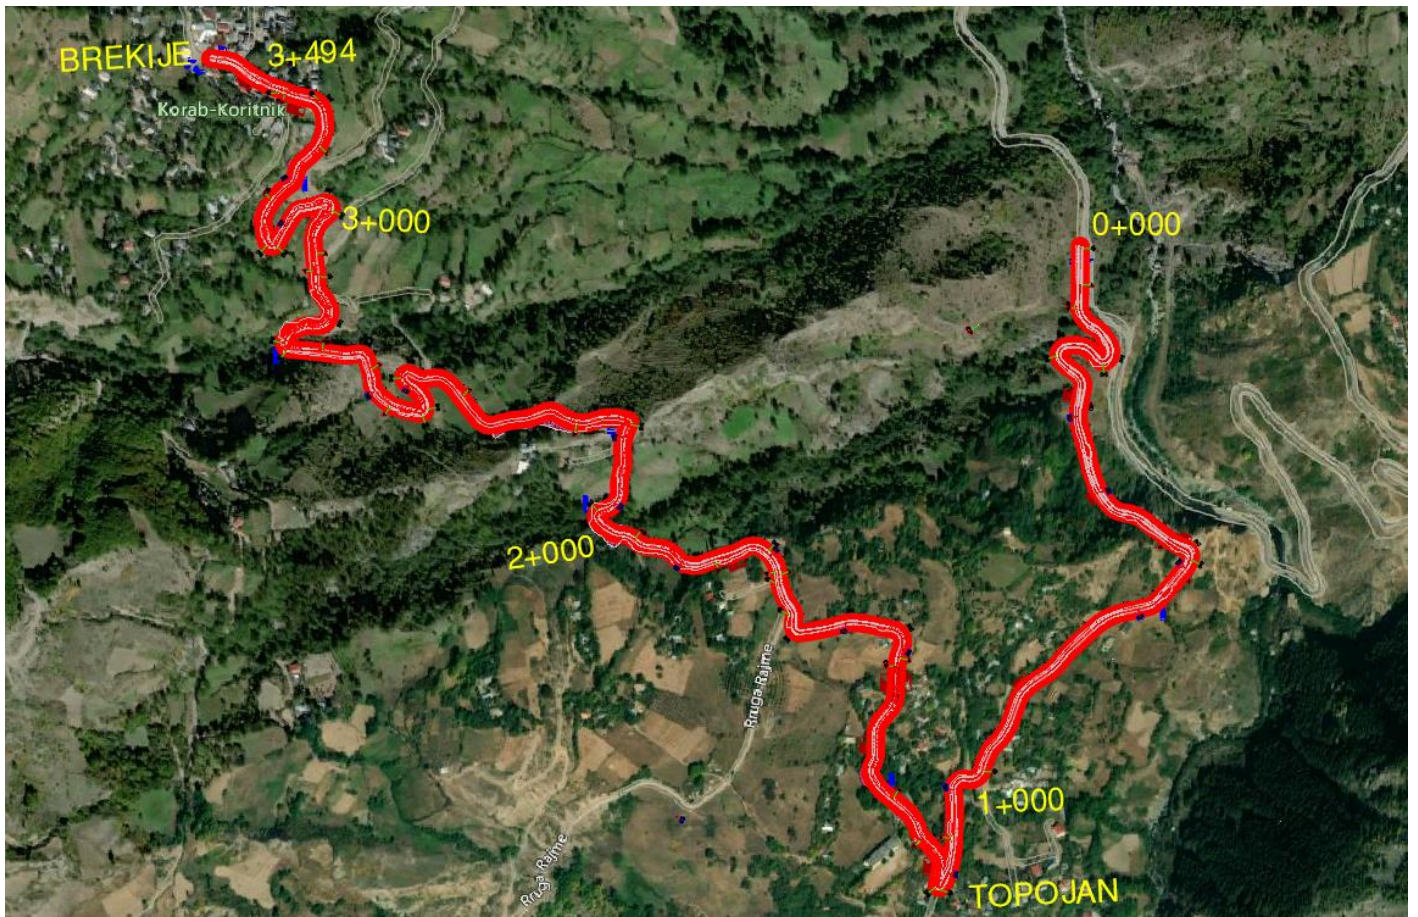 BREKIJE
3+494
Korab-Koritnik
3+000
0+000
2+000
Rruga Rajme
1+000
Rruga Rajme
TOPOJAN